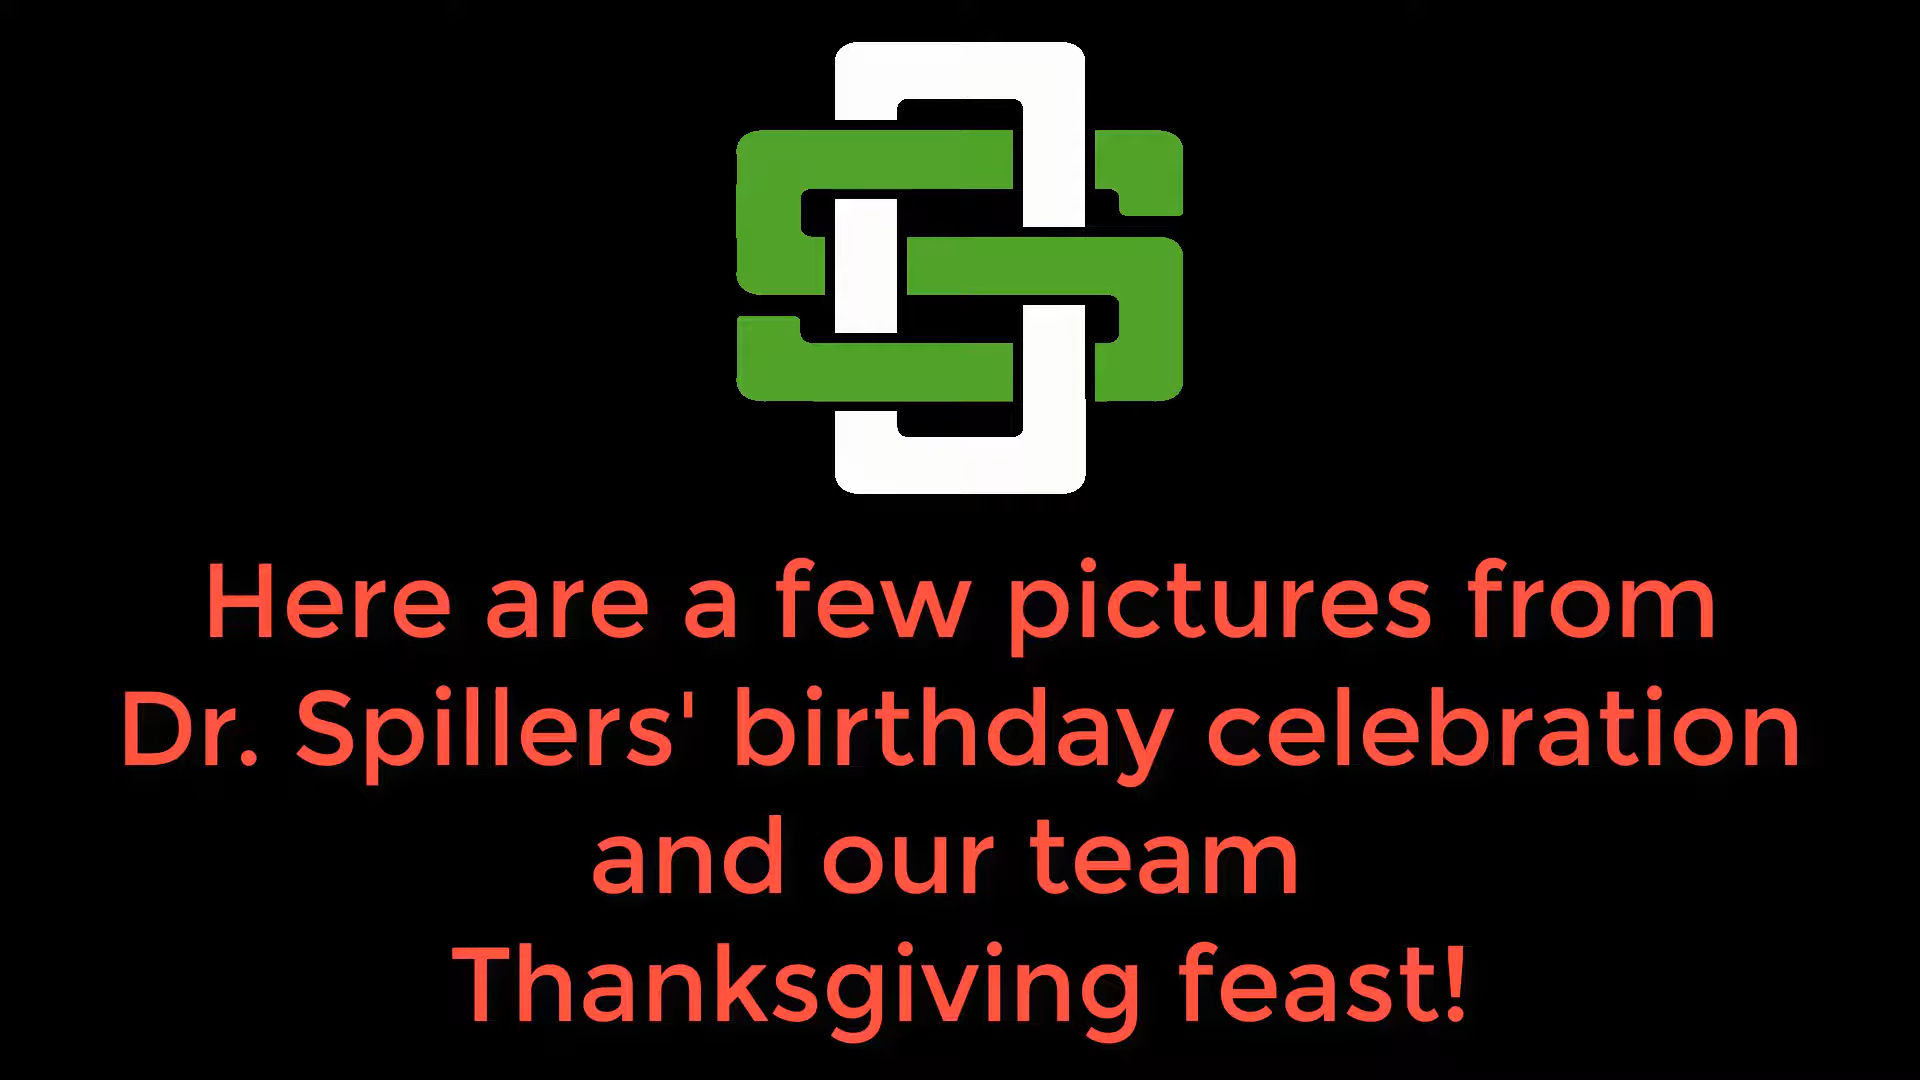 Here are a few pictures from
Dr. Spillers' birthday celebration
and our team
Thanksgiving feast!